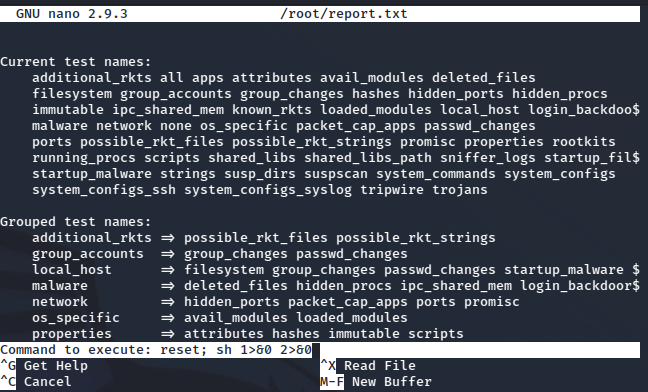 GNU nano 2.9.3 /root/report.txt
Current test names:
additional_rkts all apps attributes avail_modules deleted_files
filesystem group_accounts group_changes hashes hidden_ports hidden_procs
immutable ipc_shared_mem known_rkts loaded_modules local_host login_backdoo$
malware network none os_specific packet_cap_apps passwd_changes
ports possible_rkt_files possible_rkt_strings promisc properties rootkits
running_procs scripts shared_libs shared_libs_path sniffer_logs startup_fil$
startup_malware strings susp_dirs suspscan system_commands system_configs
system_configs_ssh system_configs_syslog tripwire trojans
Grouped test names:
additional_rkts => possible_rkt_files possible_rkt_strings
group_accounts => group_changes passwd_changes
local_host => filesystem group_changes passwd_changes startup_malware $
malware => deleted_files hidden_procs ipc_shared_mem login_backdoor$
network => hidden_ports packet_cap_apps ports promisc
os_specific => avail_modules loaded_modules
properties => attributes hashes immutable scripts
Command to execute: reset; sh 1>&0 2>&0
^G Get Help ^X Read File
^C Cancel M-F New Buffer